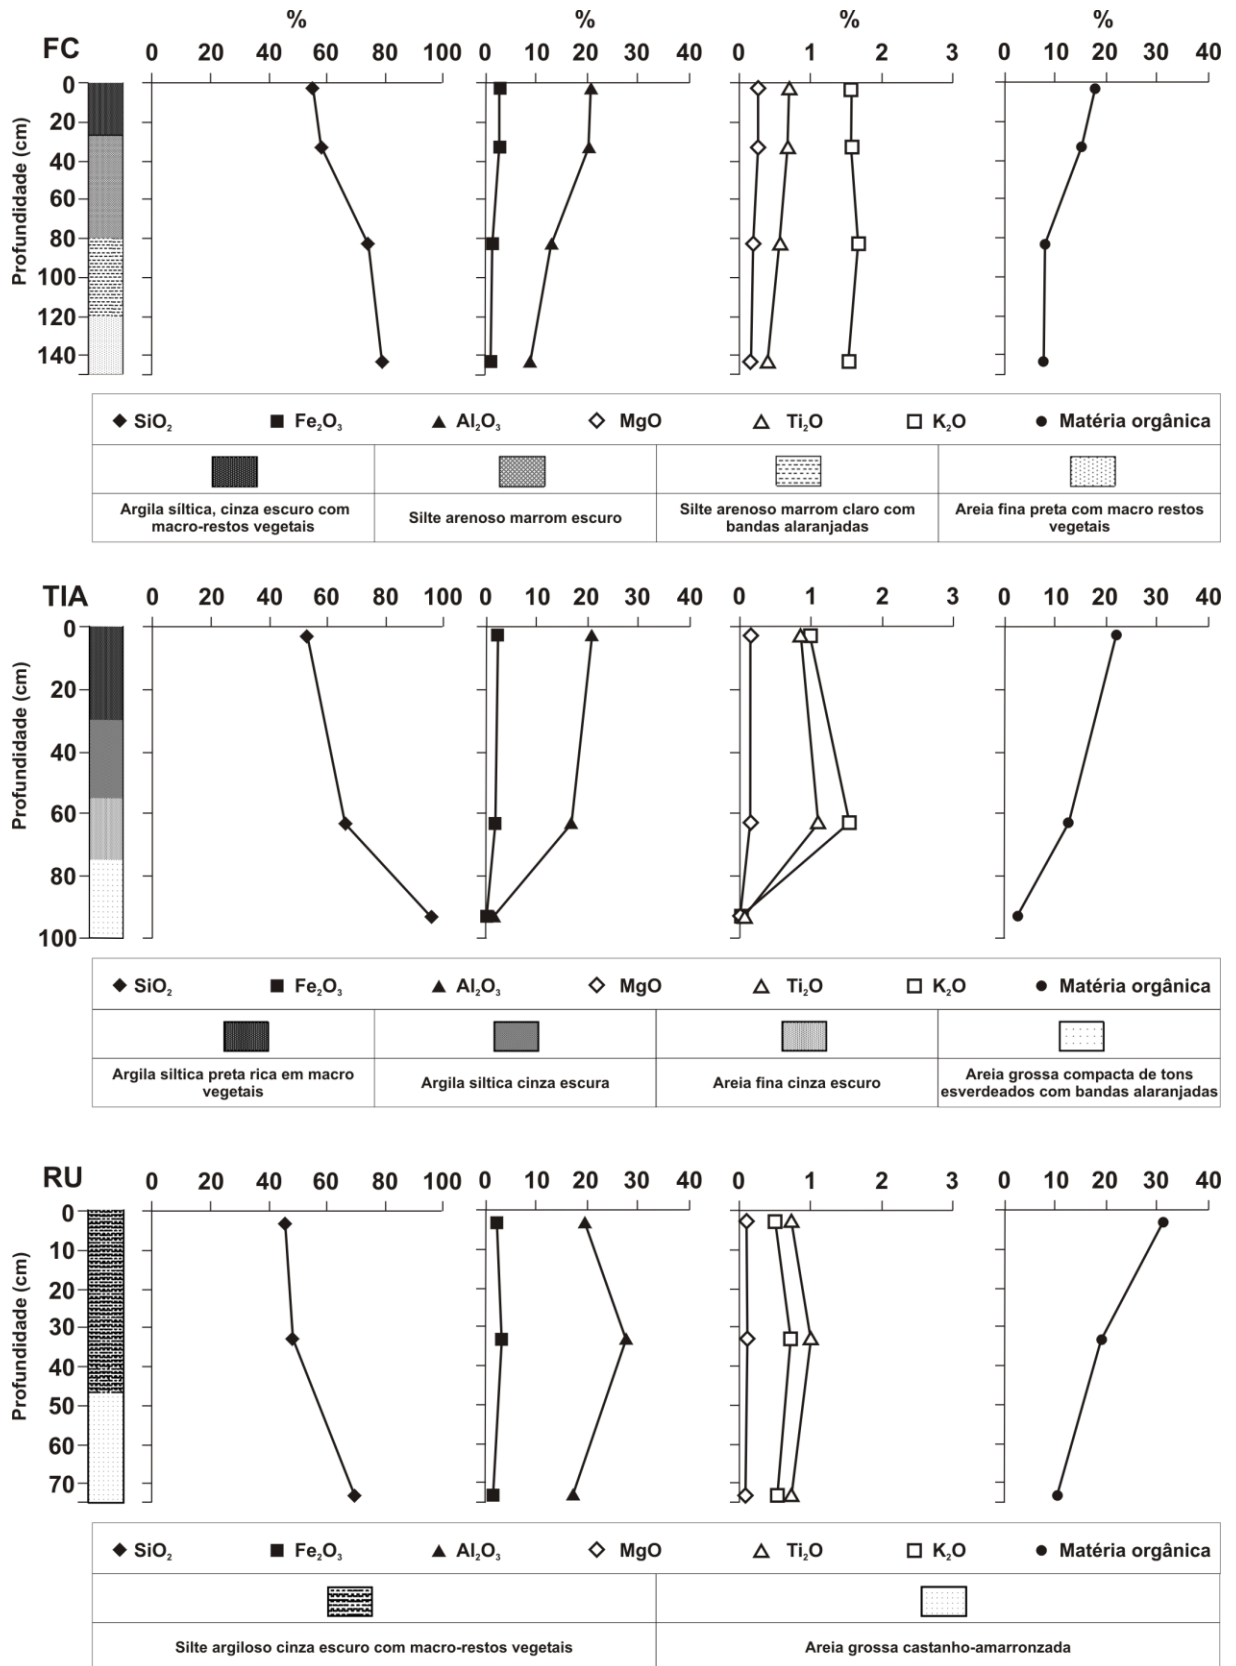 % % % %
FC 0 20 40 60 80 100 0 10 20 30 40 0 1 2 3 0 10 20 30 40
Profundidade (cm)
0
20
40
60
80
100
120
140
SiO₂ Fe₂O₃ Al₂O₃ MgO Ti₂O K₂O Matéria orgânica
Argila síltica, cinza escuro com
macro-restos vegetais
Silte arenoso marrom escuro
Silte arenoso marrom claro com
bandas alaranjadas
Areia fina preta com macro restos
vegetais
TIA 0 20 40 60 80 100 0 10 20 30 40 0 1 2 3 0 10 20 30 40
Profundidade (cm)
0
20
40
60
80
100
SiO₂ Fe₂O₃ Al₂O₃ MgO Ti₂O K₂O Matéria orgânica
Argila siltica preta rica em macro
vegetais
Argila siltica cinza escura
Areia fina cinza escuro
Areia grossa compacta de tons
esverdeados com bandas alaranjadas
RU 0 20 40 60 80 100 0 10 20 30 40 0 1 2 3 0 10 20 30 40
Profundidade (cm)
0
10
20
30
40
50
60
70
SiO₂ Fe₂O₃ Al₂O₃ MgO Ti₂O K₂O Matéria orgânica
Silte argiloso cinza escuro com macro-restos vegetais
Areia grossa castanho-amarronzada